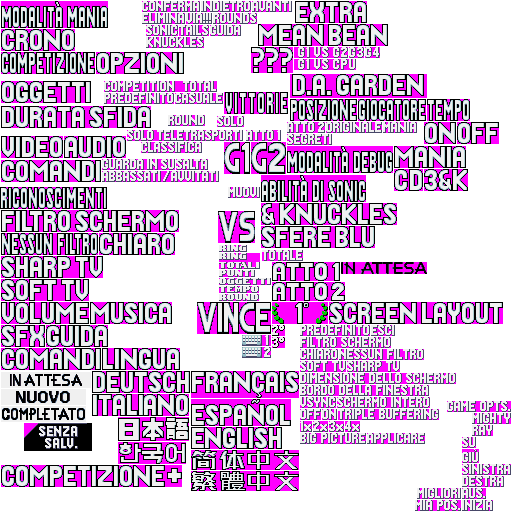 MODALITÀ MANIA
CONFERMA INDIETRO AVANTI
ELIMINA VIA!!! ROUNDS
EXTRA
CRONO
SONIC TAILS GUIDA
KNUCKLES
MEAN BEAN
COMPETIZIONE OPZIONI
???
G1 VS G2 G3 G4
G1 VS CPU
OGGETTI
COMPETITION TOTAL
PREDEFINITO CASUALE
VITTORIE
D.A. GARDEN
DURATA SFIDA
POSIZIONE GIOCATORE TEMPO
ROUND SOLO
SOLO TELETRASPORTI ATTO 1
ATTO 2 ORIGINALE MANIA
SEGRETI
ON OFF
VIDEO AUDIO
CLASSIFICA
G1 G2
MODALITÀ DEBUG
MANIA
COMANDI
GUARDA IN SU SALTA
ABBASSATI / AVVITATI
CD 3&K
RICONOSCIMENTI
MUOVI
ABILITÀ DI SONIC
FILTRO SCHERMO
VS
& KNUCKLES
NESSUN FILTRO CHIARO
SFERE BLU
RING
RING
TOTALI
PUNTI
OGGETTI
TEMPO
ROUND
TOTALE
SHARP TV
ATTO 1
IN ATTESA
SOFT TV
ATTO 2
VOLUME MUSICA
VINCE
1°
SCREEN LAYOUT
SFX GUIDA
2°
3°
1
2
PREDEFINITO ESCI
FILTRO SCHERMO
CHIARO NESSUN FILTRO
SOFT TV SHARP TV
DIMENSIONE DELLO SCHERMO
BORDO DELLA FINESTRA
VSYNC SCHERMO INTERO
OFF ON TRIPLE BUFFERING
1x 2x 3x 4x
BIG PICTURE APPLICARE
COMANDI LINGUA
IN ATTESA
NUOVO
COMPLETATO
DEUTSCH FRANÇAIS
ITALIANO
ESPAÑOL
SENZA
SALV.
日本語
ENGLISH
한국어
简体中文
繁體中文
COMPETIZIONE +
GAME OPTS.
MIGHTY
RAY
SU
GIÙ
SINISTRA
DESTRA
MIGLIORI AUS.
MIA POS. INIZIA